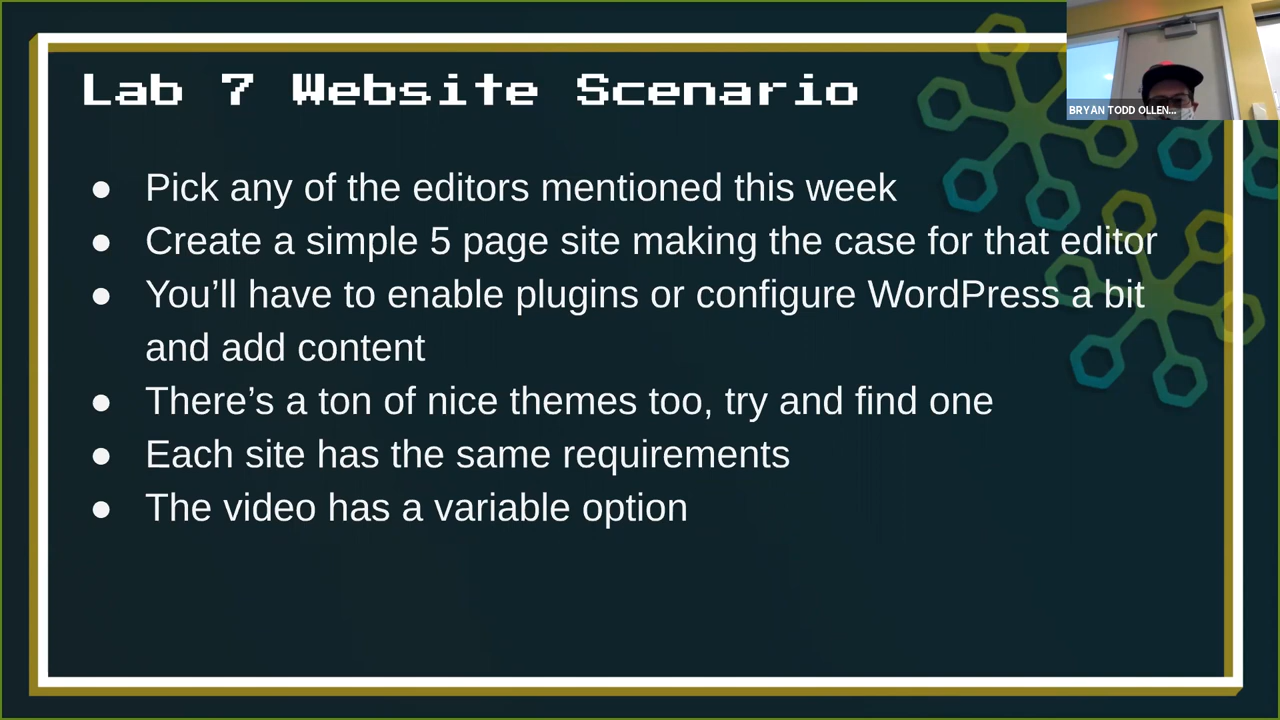 Lab 7 Website Scenario
BRYAN TODD OLLEN...
● Pick any of the editors mentioned this week
● Create a simple 5 page site making the case for that editor
● You’ll have to enable plugins or configure WordPress a bit
and add content
● There’s a ton of nice themes too, try and find one
● Each site has the same requirements
● The video has a variable option